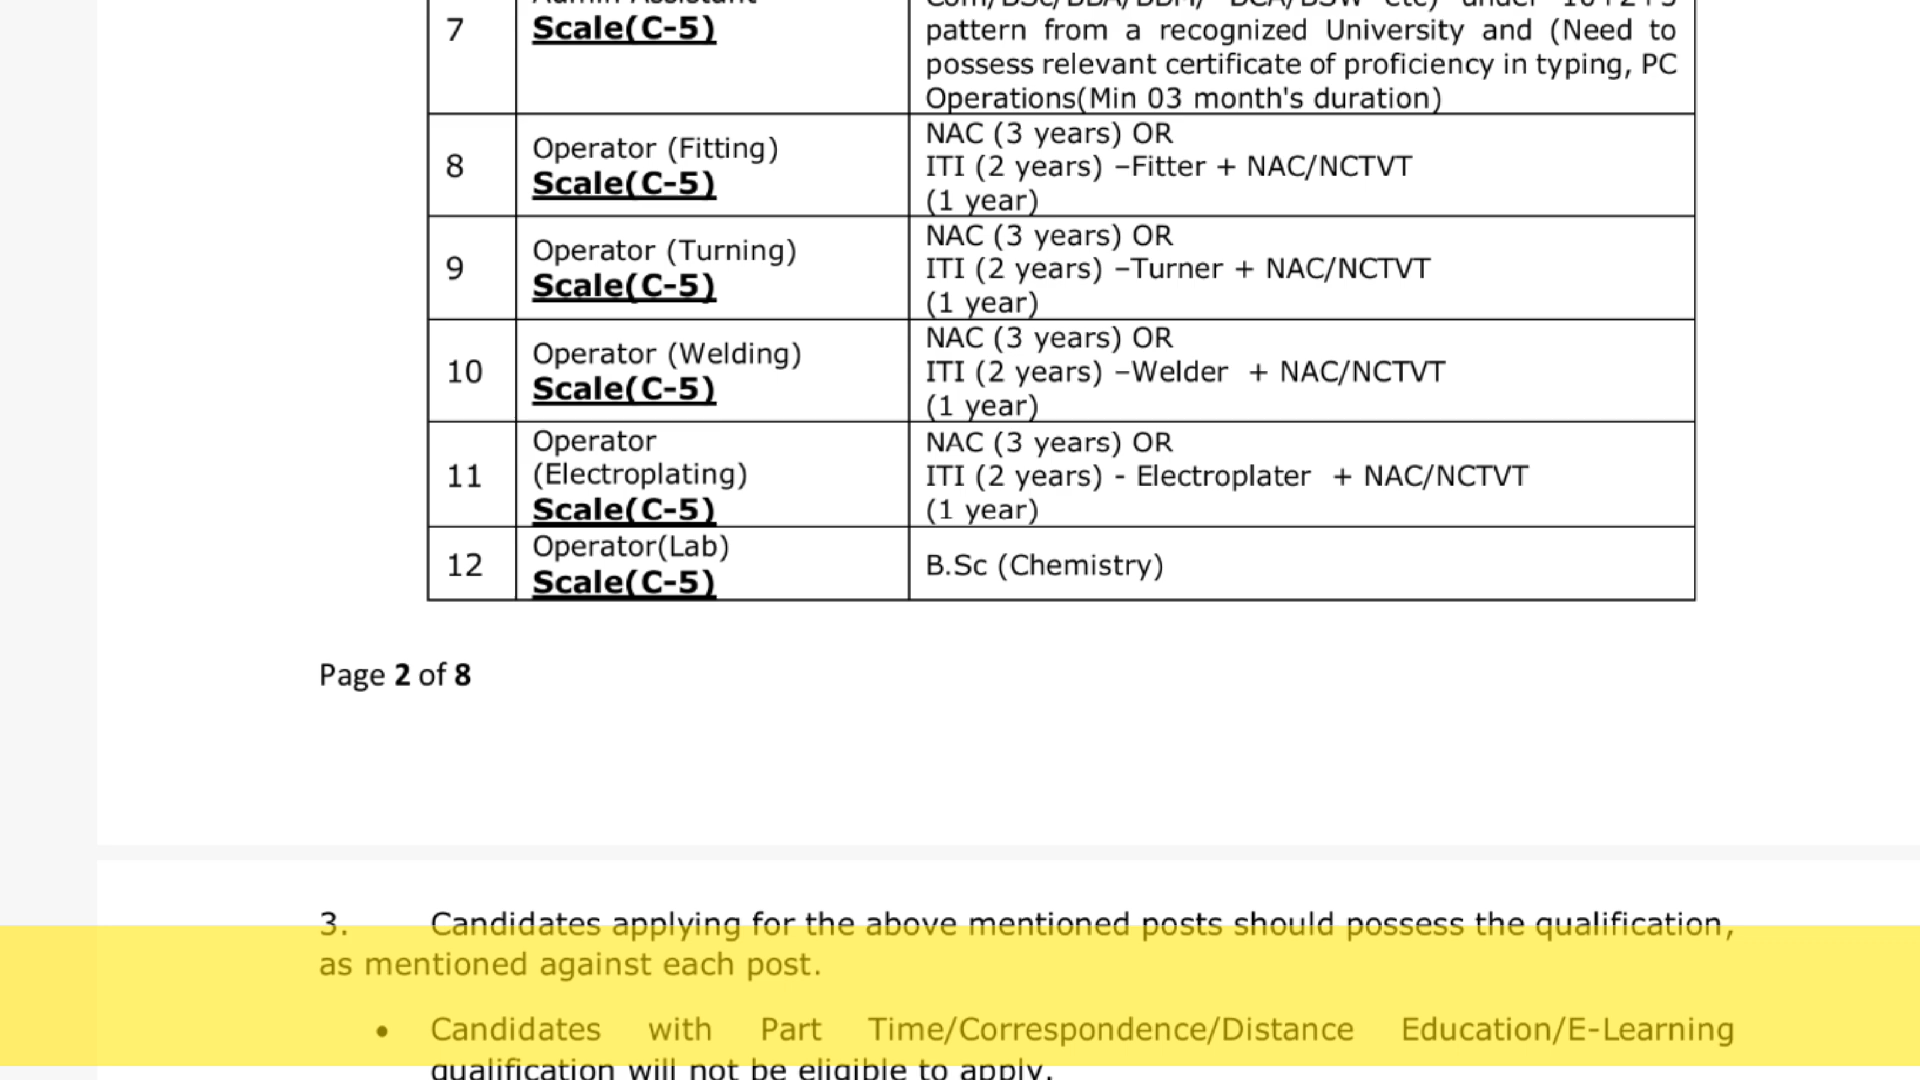 7
Scale(C-5)
pattern from a recognized University and (Need to
possess relevant certificate of proficiency in typing, PC
Operations(Min 03 month's duration)
8
Operator (Fitting)
Scale(C-5)
NAC (3 years) OR
ITI (2 years) –Fitter + NAC/NCTVT
(1 year)
9
Operator (Turning)
Scale(C-5)
NAC (3 years) OR
ITI (2 years) –Turner + NAC/NCTVT
(1 year)
10
Operator (Welding)
Scale(C-5)
NAC (3 years) OR
ITI (2 years) –Welder + NAC/NCTVT
(1 year)
11
Operator
(Electroplating)
Scale(C-5)
NAC (3 years) OR
ITI (2 years) - Electroplater + NAC/NCTVT
(1 year)
12
Operator(Lab)
Scale(C-5)
B.Sc (Chemistry)
Page 2 of 8
3. Candidates applying for the above mentioned posts should possess the qualification,
as mentioned against each post.
• Candidates with Part Time/Correspondence/Distance Education/E-Learning
qualification will not be eligible to apply.